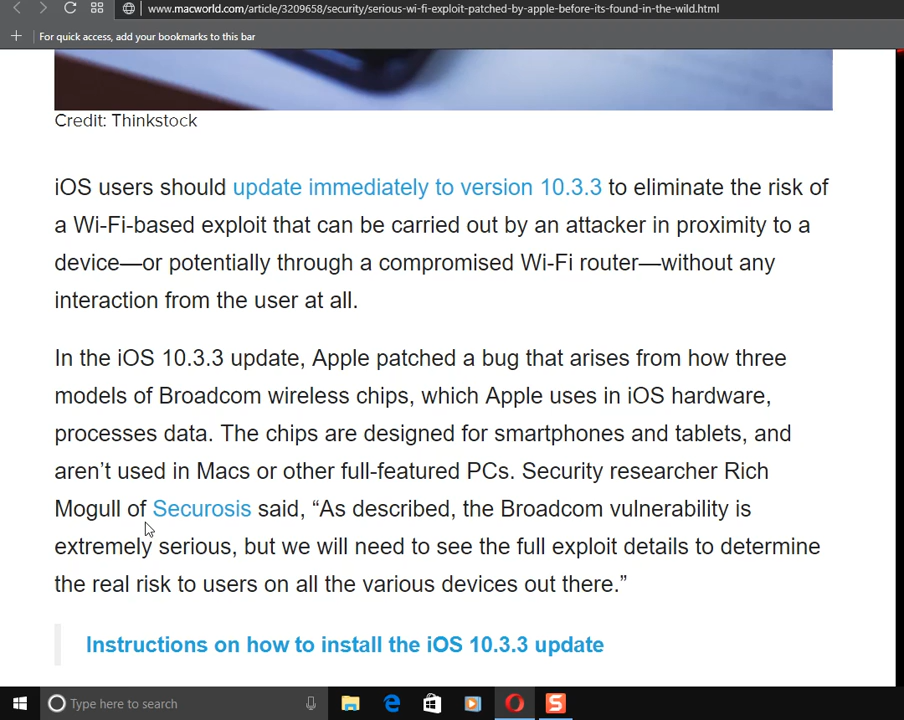 www.macworld.com/article/3209658/security/serious-wi-fi-exploit-patched-by-apple-before-its-found-in-the-wild.html
For quick access, add your bookmarks to this bar
Credit: Thinkstock
iOS users should update immediately to version 10.3.3 to eliminate the risk of
a Wi-Fi-based exploit that can be carried out by an attacker in proximity to a
device—or potentially through a compromised Wi-Fi router—without any
interaction from the user at all.
In the iOS 10.3.3 update, Apple patched a bug that arises from how three
models of Broadcom wireless chips, which Apple uses in iOS hardware,
processes data. The chips are designed for smartphones and tablets, and
aren’t used in Macs or other full-featured PCs. Security researcher Rich
Mogull of Securosis said, “As described, the Broadcom vulnerability is
extremely serious, but we will need to see the full exploit details to determine
the real risk to users on all the various devices out there.”
Instructions on how to install the iOS 10.3.3 update
Type here to search